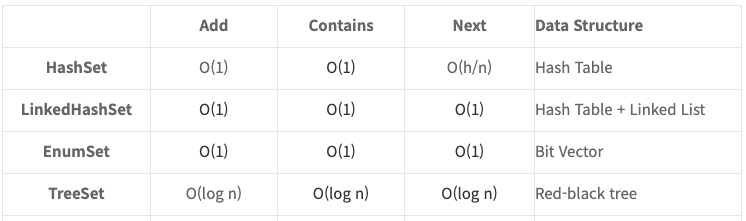 Add Contains Next Data Structure
HashSet O(1) O(1) O(h/n) Hash Table
LinkedHashSet O(1) O(1) O(1) Hash Table + Linked List
EnumSet O(1) O(1) O(1) Bit Vector
TreeSet O(log n) O(log n) O(log n) Red-black tree